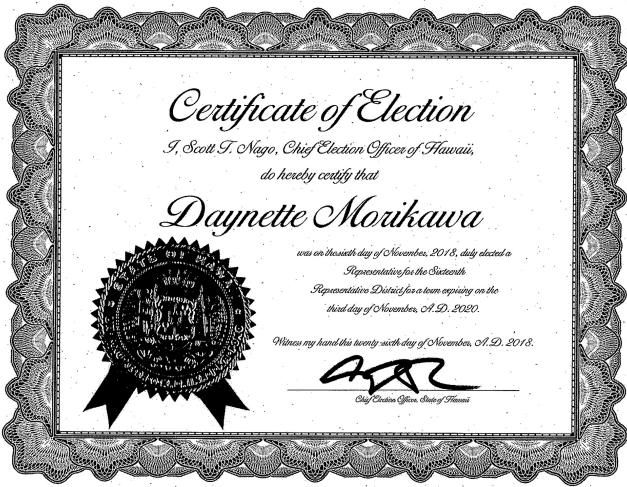 Certificate of Election
I, Scott T. Nago, Chief Election Officer of Hawaii,
do hereby certify that
Daynette Morikawa
was on the sixth day of November, 2018, duly elected a
Representative for the Sixteenth
Representative District for a term expiring on the
third day of November, A.D. 2020.
Witness my hand this twenty-sixth day of November, A.D. 2018.
Chief Election Officer, State of Hawaii
STATE OF